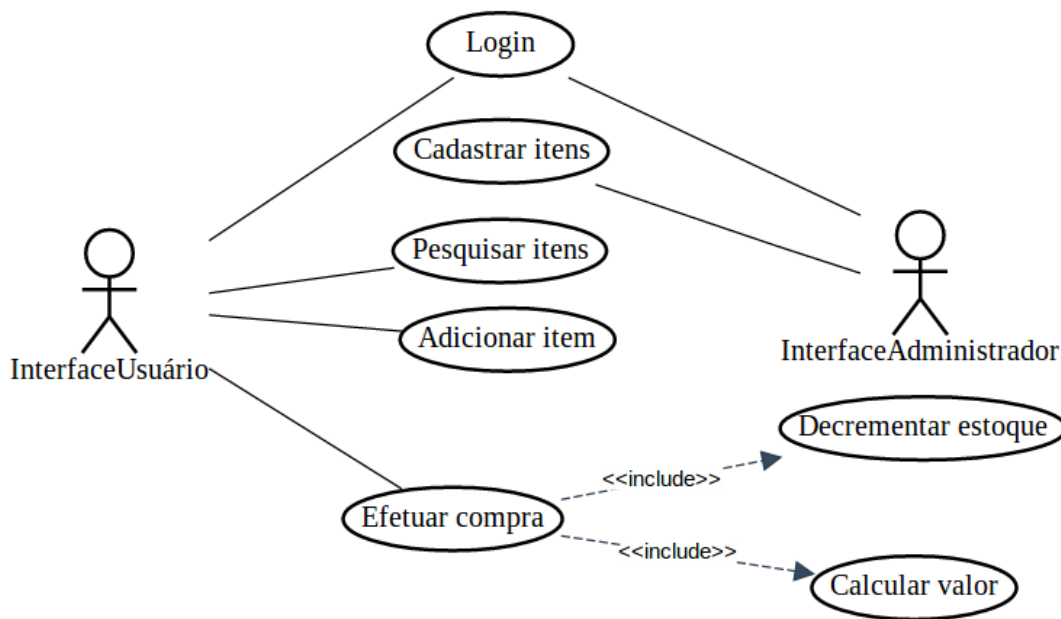 Login
Cadastrar itens
Pesquisar itens
Adicionar item
InterfaceUsuário
InterfaceAdministrador
Decrementar estoque
<<include>>
Efetuar compra
<<include>>
Calcular valor